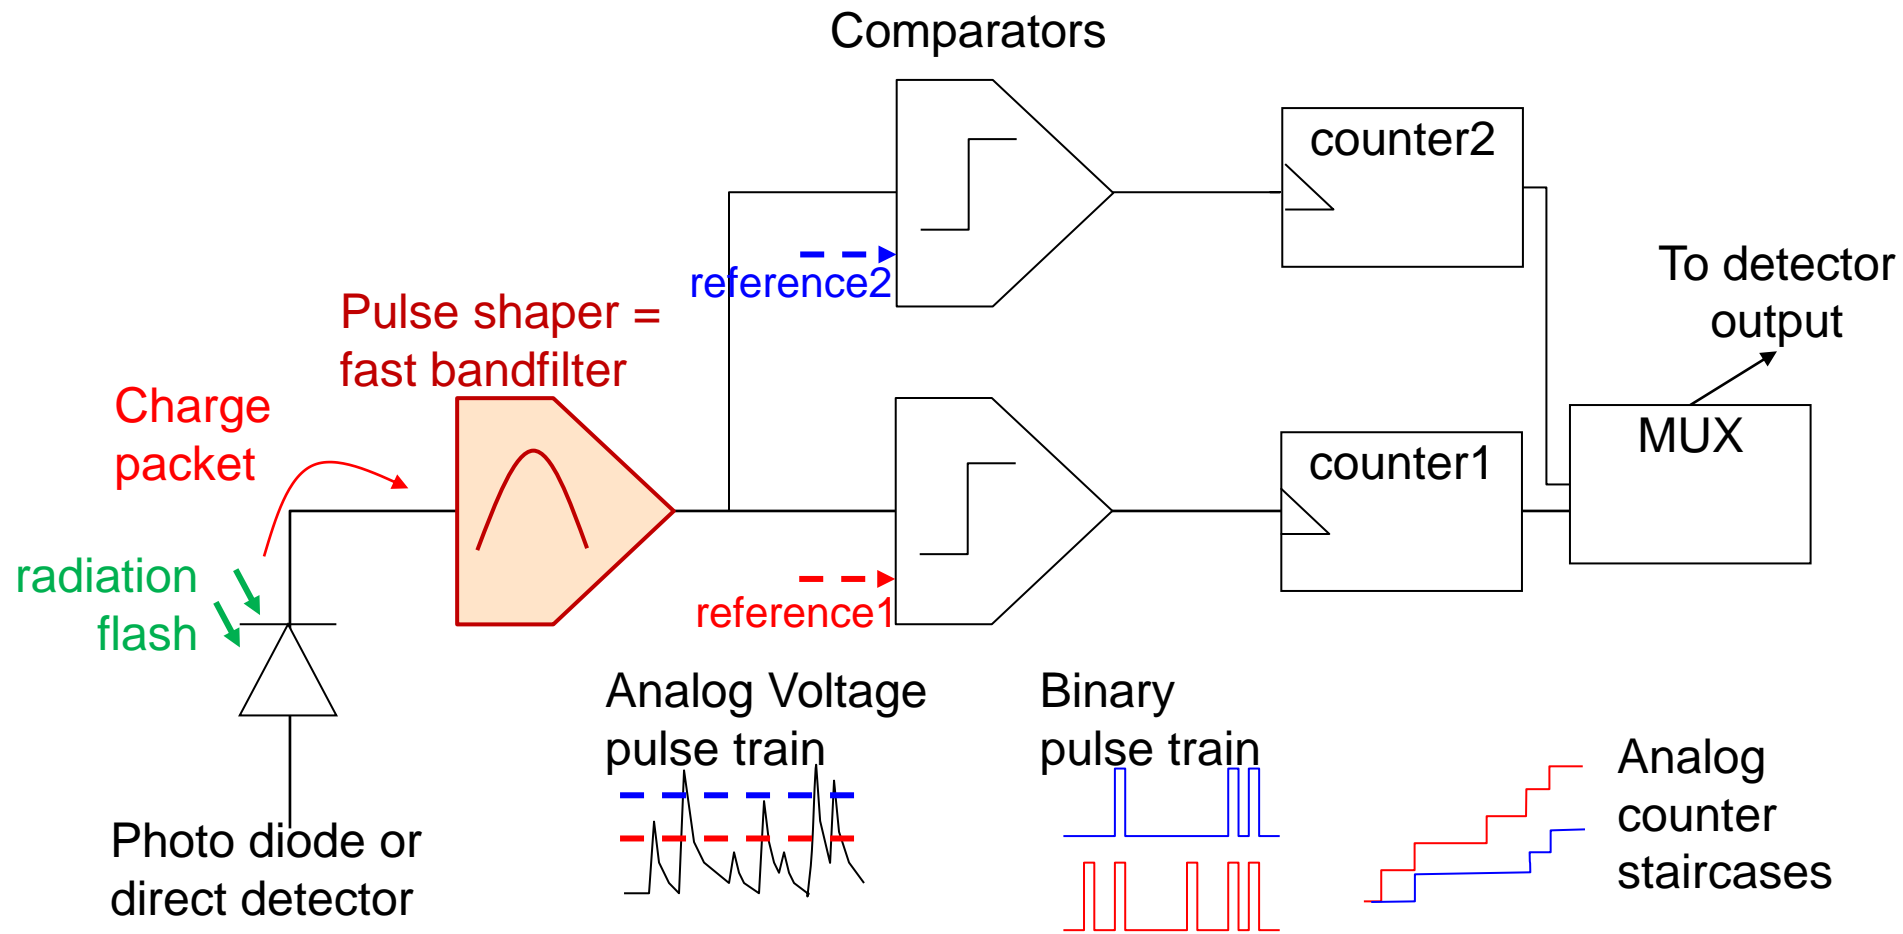 Comparators
counter2
reference2
To detector
output
Pulse shaper =
fast bandfilter
Charge
packet
counter1
MUX
radiation
flash
reference1
Analog Voltage
pulse train
Binary
pulse train
Analog
counter
staircases
Photo diode or
direct detector